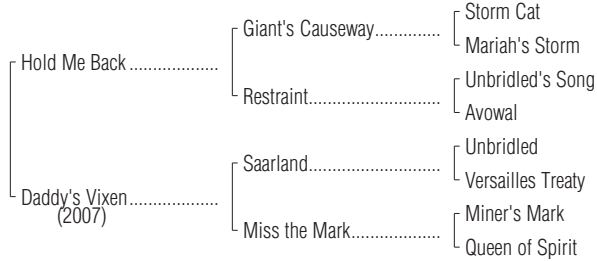 Storm Cat
Giant's Causeway..............
Mariah's Storm
Hold Me Back...................
Unbridled's Song
Restraint............................
Avowal
Unbridled
Saarland............................
Versailles Treaty
Daddy's Vixen...................
(2007)
Miner's Mark
Miss the Mark...................
Queen of Spirit